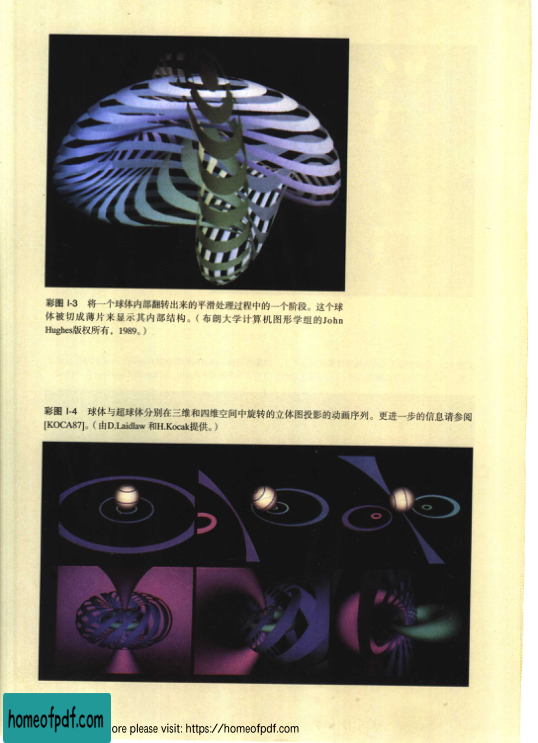 彩图 I-3 将一个球体内部翻转出来的平滑处理过程中的一个阶段。这个球
体被切成薄片来显示其内部结构。(布朗大学计算机图形学组的John
Hughes版权所有，1989。)
彩图 I-4 球体与超球体分别在三维和四维空间中旋转的立体图投影的动画序列。更进一步的信息请参阅
[KOCA87]。(由D.Laidlaw 和H.Kocak提供。)
homeofpdf.com
ore please visit: https://homeofpdf.com